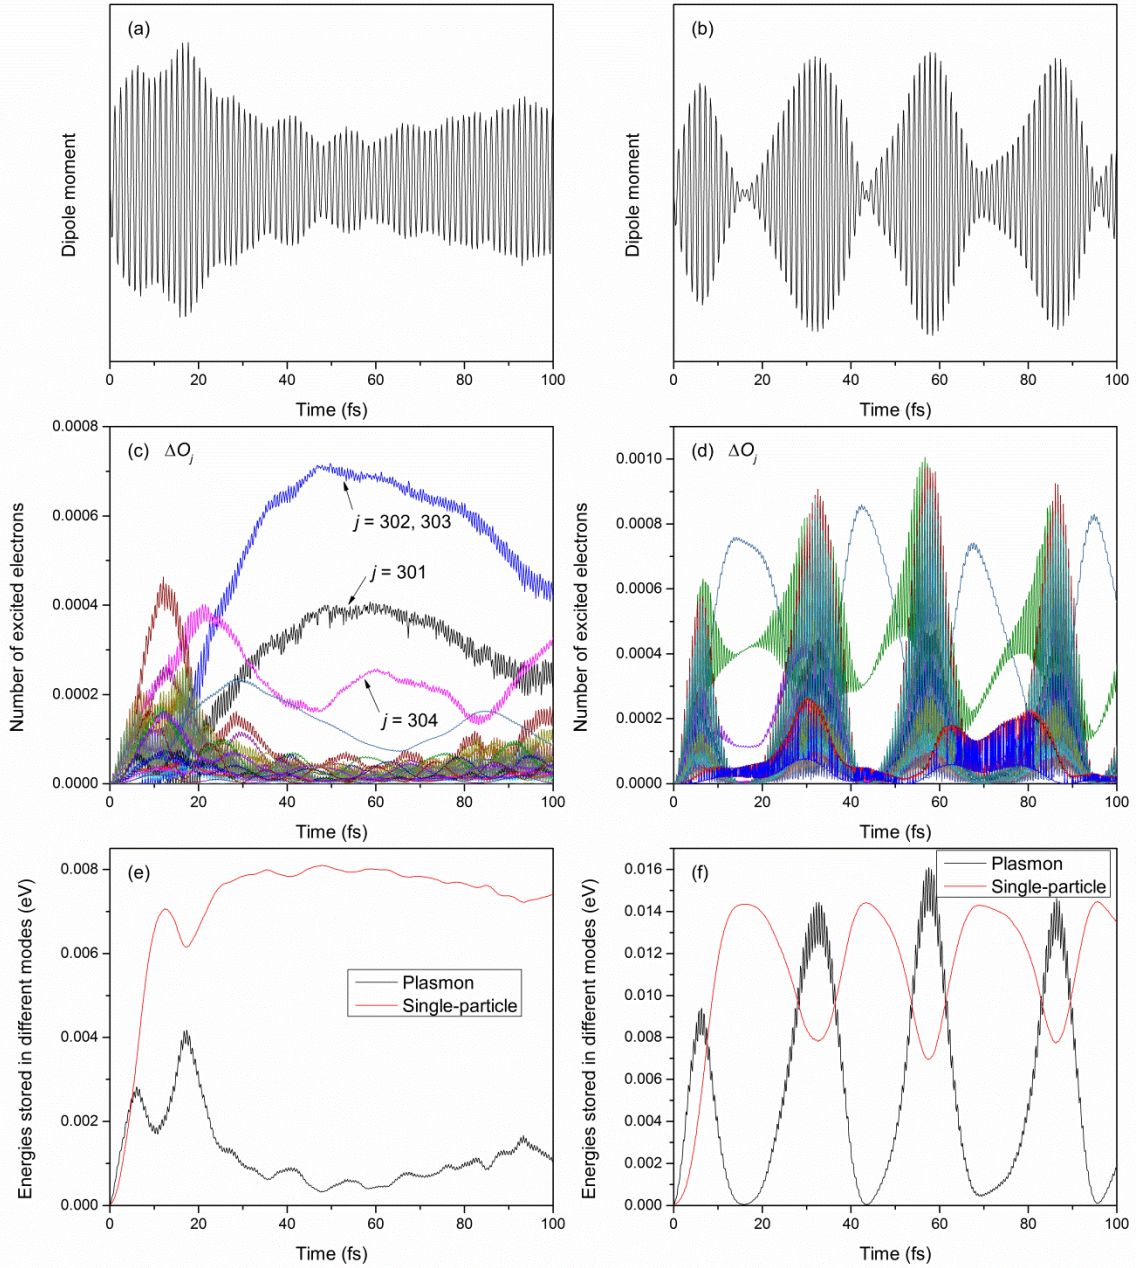 (a)
Dipole moment
0 20 40 60 80 100
Time (fs)
(b)
Dipole moment
0 20 40 60 80 100
Time (fs)
(c) ΔOj
Number of excited electrons
0.0008
0.0006
0.0004
0.0002
0.0000
j = 302, 303
j = 301
j = 304
0 20 40 60 80 100
Time (fs)
(d) ΔOj
Number of excited electrons
0.0010
0.0008
0.0006
0.0004
0.0002
0.0000
0 20 40 60 80 100
Time (fs)
(e)
Energies stored in different modes (eV)
0.008
0.006
0.004
0.002
0.000
Plasmon
Single-particle
0 20 40 60 80 100
Time (fs)
(f)
Energies stored in different modes (eV)
0.016
0.014
0.012
0.010
0.008
0.006
0.004
0.002
0.000
Plasmon
Single-particle
0 20 40 60 80 100
Time (fs)